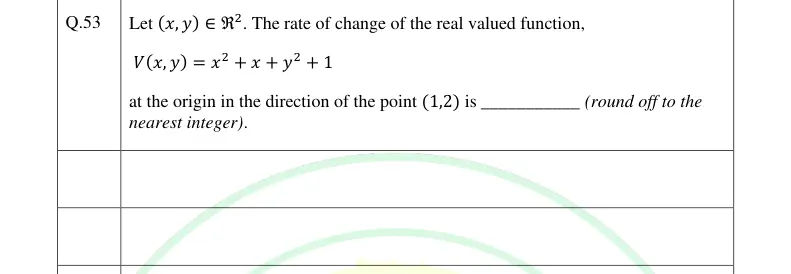 Q.53 Let (𝑥, 𝑦) ∈ ℜ². The rate of change of the real valued function,
𝑉(𝑥, 𝑦) = 𝑥² + 𝑥 + 𝑦² + 1
at the origin in the direction of the point (1,2) is ___________ (round off to the
nearest integer).